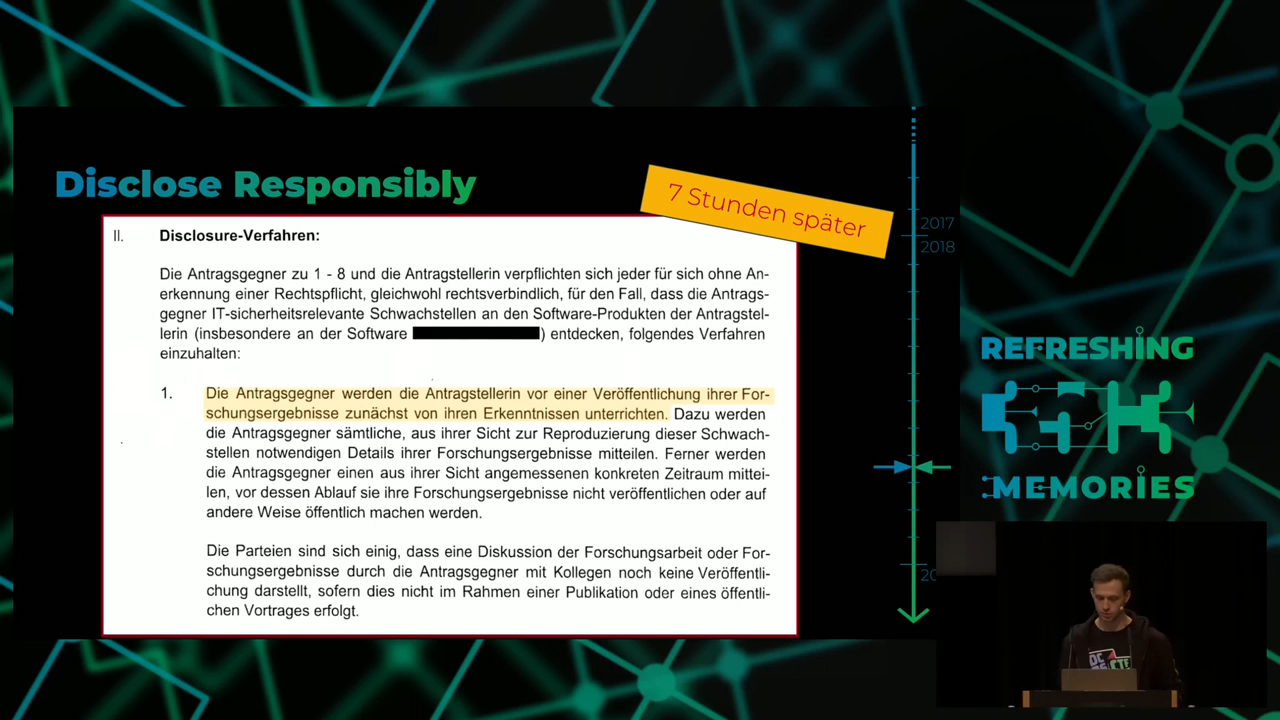 Disclose Responsibly
7 Stunden später
II. Disclosure-Verfahren:
Die Antragsgegner zu 1 - 8 und die Antragstellerin verpflichten sich jeder für sich ohne An-
erkennung einer Rechtspflicht, gleichwohl rechtsverbindlich, für den Fall, dass die Antrags-
gegner IT-sicherheitsrelevante Schwachstellen an den Software-Produkten der Antragstel-
lerin (insbesondere an der Software ) entdecken, folgendes Verfahren
einzuhalten:
1. Die Antragsgegner werden die Antragstellerin vor einer Veröffentlichung ihrer For-
schungsergebnisse zunächst von ihren Erkenntnissen unterrichten. Dazu werden
die Antragsgegner sämtliche, aus ihrer Sicht zur Reproduzierung dieser Schwach-
stellen notwendigen Details ihrer Forschungsergebnisse mitteilen. Ferner werden
die Antragsgegner einen aus ihrer Sicht angemessenen konkreten Zeitraum mittei-
len, vor dessen Ablauf sie ihre Forschungsergebnisse nicht veröffentlichen oder auf
andere Weise öffentlich machen werden.
Die Parteien sind sich einig, dass eine Diskussion der Forschungsarbeit oder For-
schungsergebnisse durch die Antragsgegner mit Kollegen noch keine Veröffentli-
chung darstellt, sofern dies nicht im Rahmen einer Publikation oder eines öffentli-
chen Vortrages erfolgt.
2017
2018
20
REFRESHING
MEMORIES